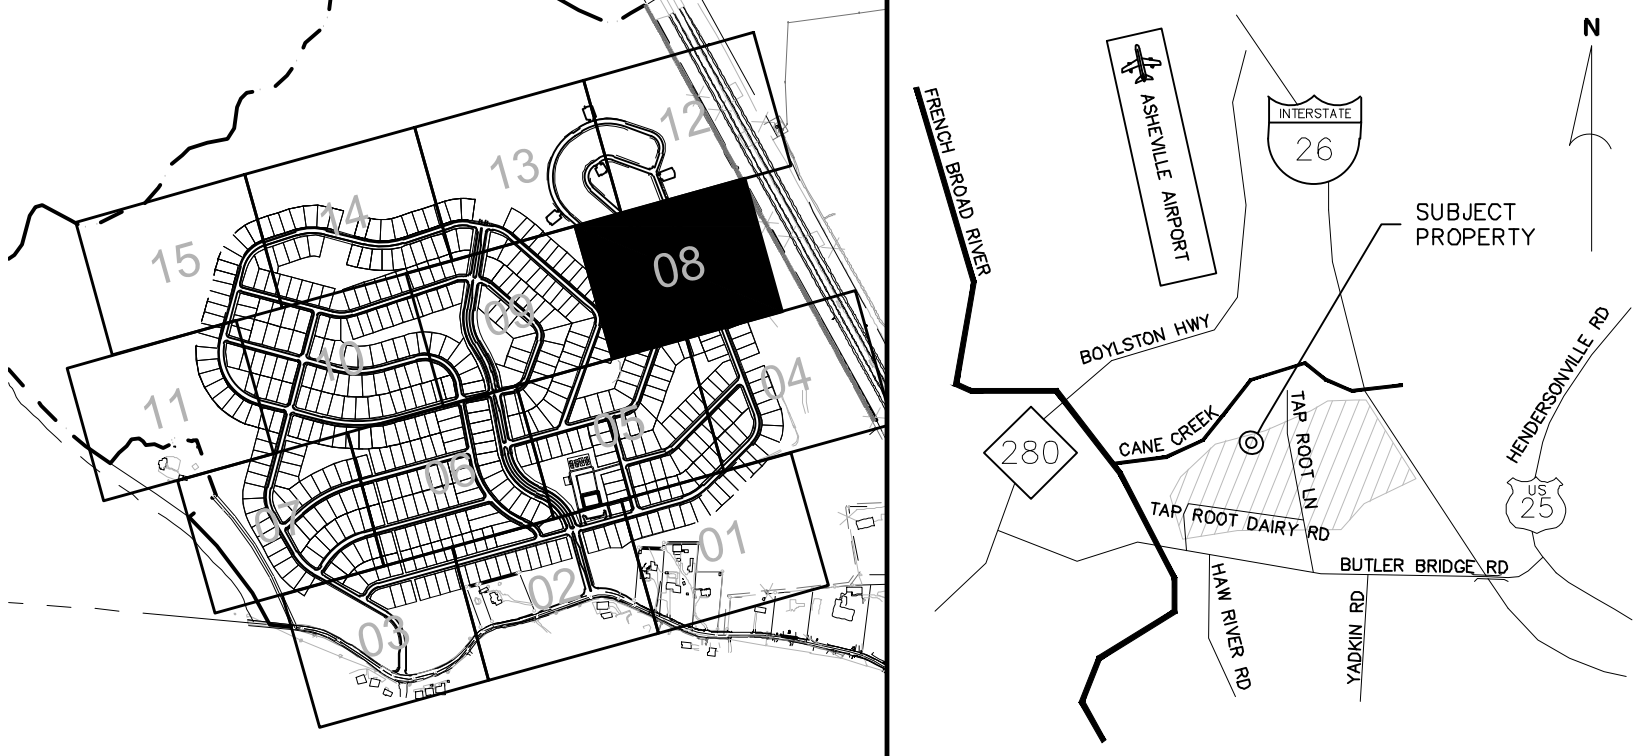 12
13
14
15
08
09
10
11
04
05
06
07
01
02
03
N
ASHEVILLE AIRPORT
INTERSTATE
26
FRENCH BROAD RIVER
SUBJECT
PROPERTY
BOYLSTON HWY
HENDERSONVILLE RD
CANE CREEK
TAP ROOT LN
280
US
25
TAP ROOT DAIRY RD
BUTLER BRIDGE RD
HAW RIVER RD
YADKIN RD